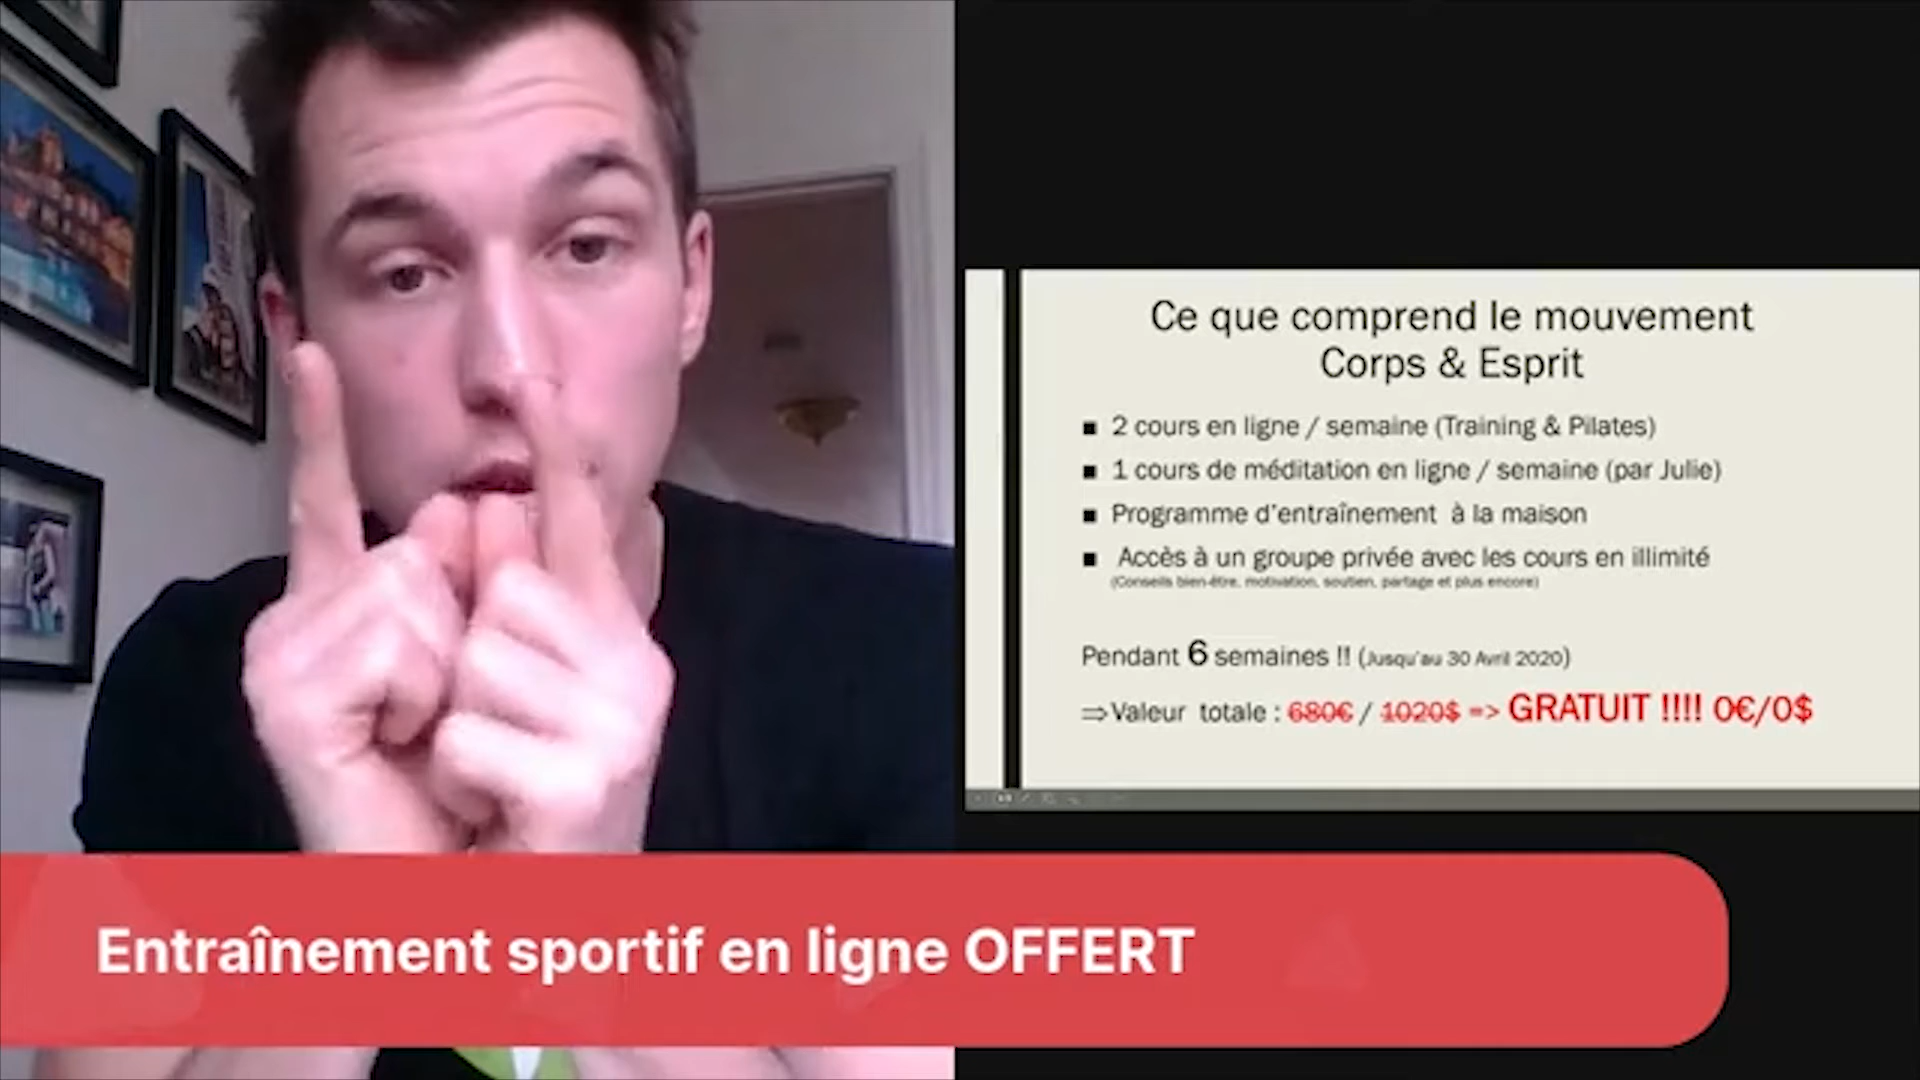 Ce que comprend le mouvement
Corps & Esprit
2 cours en ligne / semaine (Training & Pilates)
1 cours de méditation en ligne / semaine (par Julie)
Programme d'entraînement à la maison
Accès à un groupe privée avec les cours en illimité
(Conseils bien-être, motivation, soutien, partage et plus encore)
Pendant 6 semaines !! (Jusqu'au 30 Avril 2020)
⇒Valeur totale : 680€ / 1020$ => GRATUIT !!!! 0€/0$
Entraînement sportif en ligne OFFERT